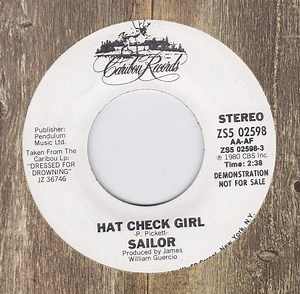 Caribou Records
STEREO
ZS5 02598
AA-AF
ZS5 02598-3
℗ 1980 CBS Inc.
Time: 2:38
DEMONSTRATION
NOT FOR SALE
Publisher:
Pendulum
Music Ltd.
Taken From The
Caribou Lp:
"DRESSED FOR
DROWNING"
JZ 36746
HAT CHECK GIRL
-P. Pickett-
SAILOR
Produced by James
William Guercio
New York, N.Y.